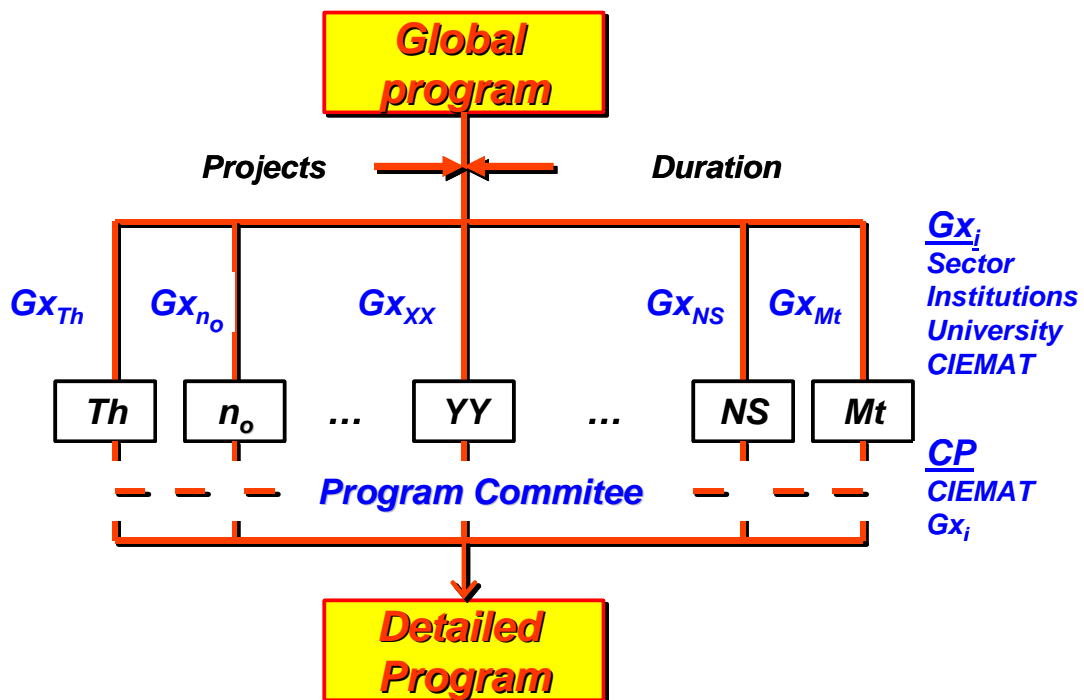 Global
program
Projects
Duration
Gx_Th
Gx_n_o
Gx_XX
Gx_NS
Gx_Mt
Gx_i
Sector
Institutions
University
CIEMAT
Th
n_o
...
YY
...
NS
Mt
Program Commitee
CP
CIEMAT
Gx_i
Detailed
Program